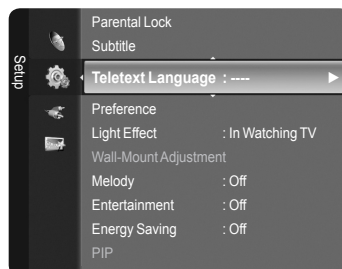 Setup
Parental Lock
Subtitle
Teletext Language : ----
Preference
Light Effect : In Watching TV
Wall-Mount Adjustment
Melody : Off
Entertainment : Off
Energy Saving : Off
PIP